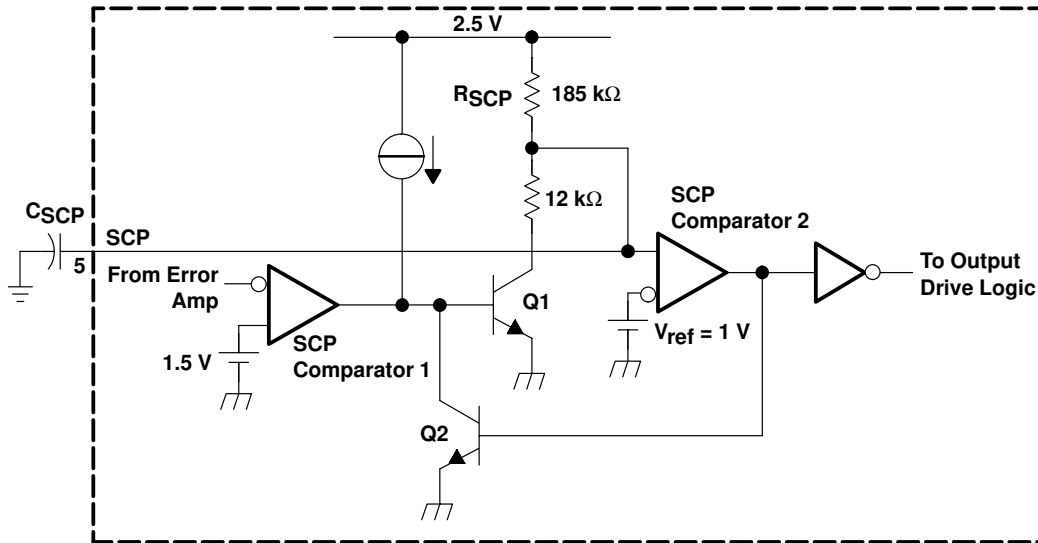 2.5 V
RSCP
185 kΩ
12 kΩ
CSCP
SCP
5
From Error
Amp
1.5 V
SCP
Comparator 1
Q1
Q2
SCP
Comparator 2
Vref = 1 V
To Output
Drive Logic